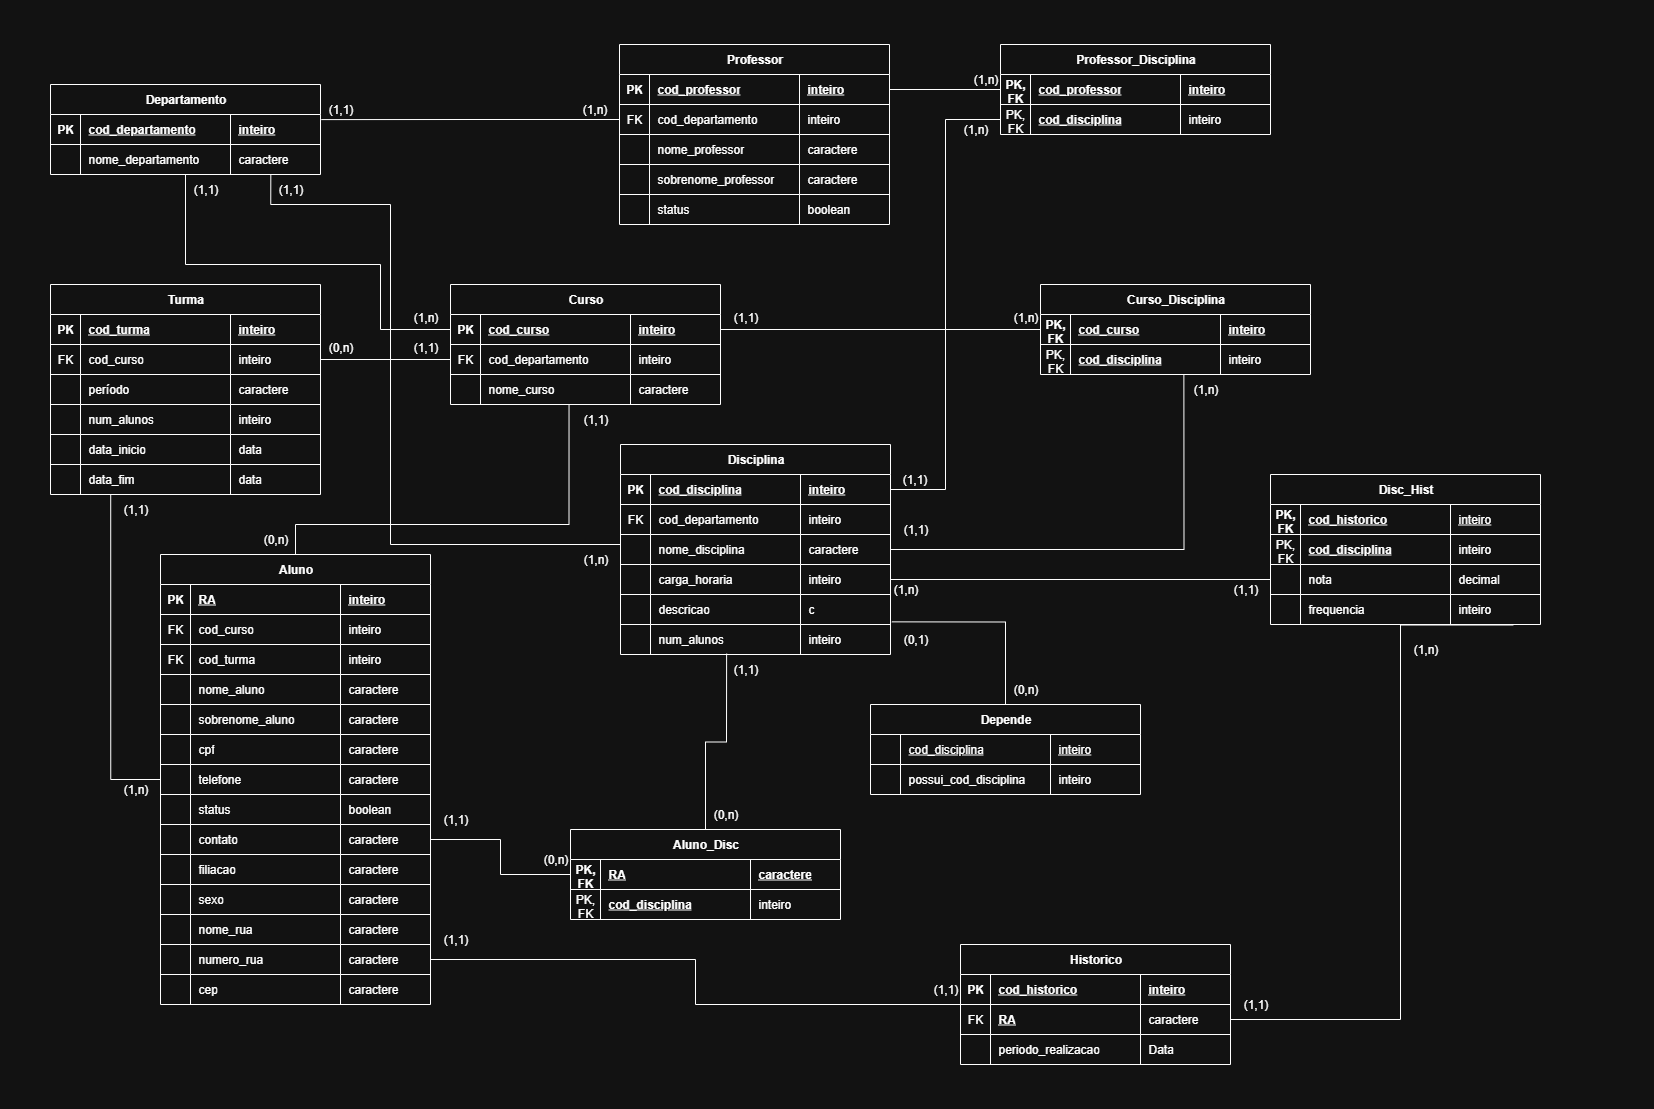 Professor
PK cod_professor inteiro
FK cod_departamento inteiro
nome_professor caractere
sobrenome_professor caractere
status boolean
Professor_Disciplina
PK, FK cod_professor inteiro
PK, FK cod_disciplina inteiro
(1,n)
(1,n)
Departamento
PK cod_departamento inteiro
nome_departamento caractere
(1,1)
(1,n)
(1,1)
(1,1)
Turma
PK cod_turma inteiro
FK cod_curso inteiro
período caractere
num_alunos inteiro
data_inicio data
data_fim data
(0,n)
(1,1)
(1,n)
(1,1)
Curso
PK cod_curso inteiro
FK cod_departamento inteiro
nome_curso caractere
(1,1)
(1,n)
(1,1)
Curso_Disciplina
PK, FK cod_curso inteiro
PK, FK cod_disciplina inteiro
(1,n)
Disciplina
PK cod_disciplina inteiro
FK cod_departamento inteiro
nome_disciplina caractere
carga_horaria inteiro
descricao c
num_alunos inteiro
(1,1)
(1,1)
(1,n)
(1,n)
(1,1)
(0,1)
(1,1)
Disc_Hist
PK, FK cod_historico inteiro
PK, FK cod_disciplina inteiro
nota decimal
frequencia inteiro
(1,n)
(0,n)
Aluno
PK RA inteiro
FK cod_curso inteiro
FK cod_turma inteiro
nome_aluno caractere
sobrenome_aluno caractere
cpf caractere
telefone caractere
status boolean
contato caractere
filiacao caractere
sexo caractere
nome_rua caractere
numero_rua caractere
cep caractere
(1,n)
(1,1)
(1,1)
(0,n)
Depende
cod_disciplina inteiro
possui_cod_disciplina inteiro
(0,n)
(0,n)
Aluno_Disc
PK, FK RA caractere
PK, FK cod_disciplina inteiro
(1,1)
Historico
PK cod_historico inteiro
FK RA caractere
periodo_realizacao Data
(1,1)